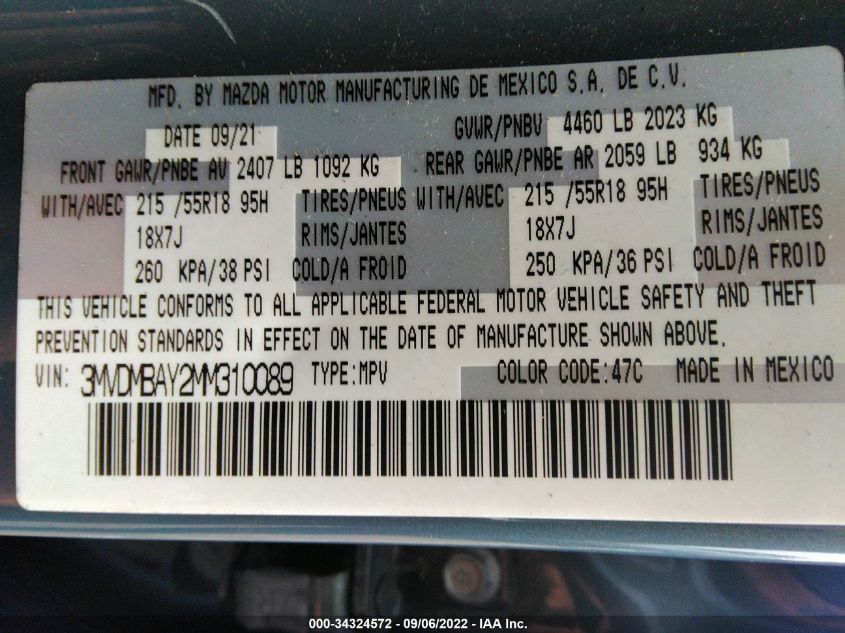 MFD. BY MAZDA MOTOR MANUFACTURING DE MEXICO S.A. DE C.V.
DATE 09/21 GVWR/PNBV 4460 LB 2023 KG
FRONT GAWR/PNBE AV 2407 LB 1092 KG REAR GAWR/PNBE AR 2059 LB 934 KG
WITH/AVEC 215 /55R18 95H TIRES/PNEUS WITH/AVEC 215 /55R18 95H TIRES/PNEUS
18X7J RIMS/JANTES 18X7J RIMS/JANTES
260 KPA/38 PSI COLD/A FROID 250 KPA/36 PSI COLD/A FROID
THIS VEHICLE CONFORMS TO ALL APPLICABLE FEDERAL MOTOR VEHICLE SAFETY AND THEFT
PREVENTION STANDARDS IN EFFECT ON THE DATE OF MANUFACTURE SHOWN ABOVE.
VIN: 3MVDMBAY2MM310089 TYPE:MPV COLOR CODE:47C MADE IN MEXICO
000-34324572 - 09/06/2022 - IAA Inc.